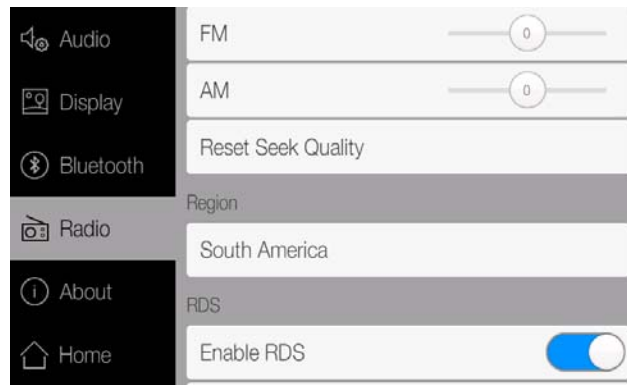 Audio
Display
Bluetooth
Radio
About
Home
FM
0
AM
0
Reset Seek Quality
Region
South America
RDS
Enable RDS